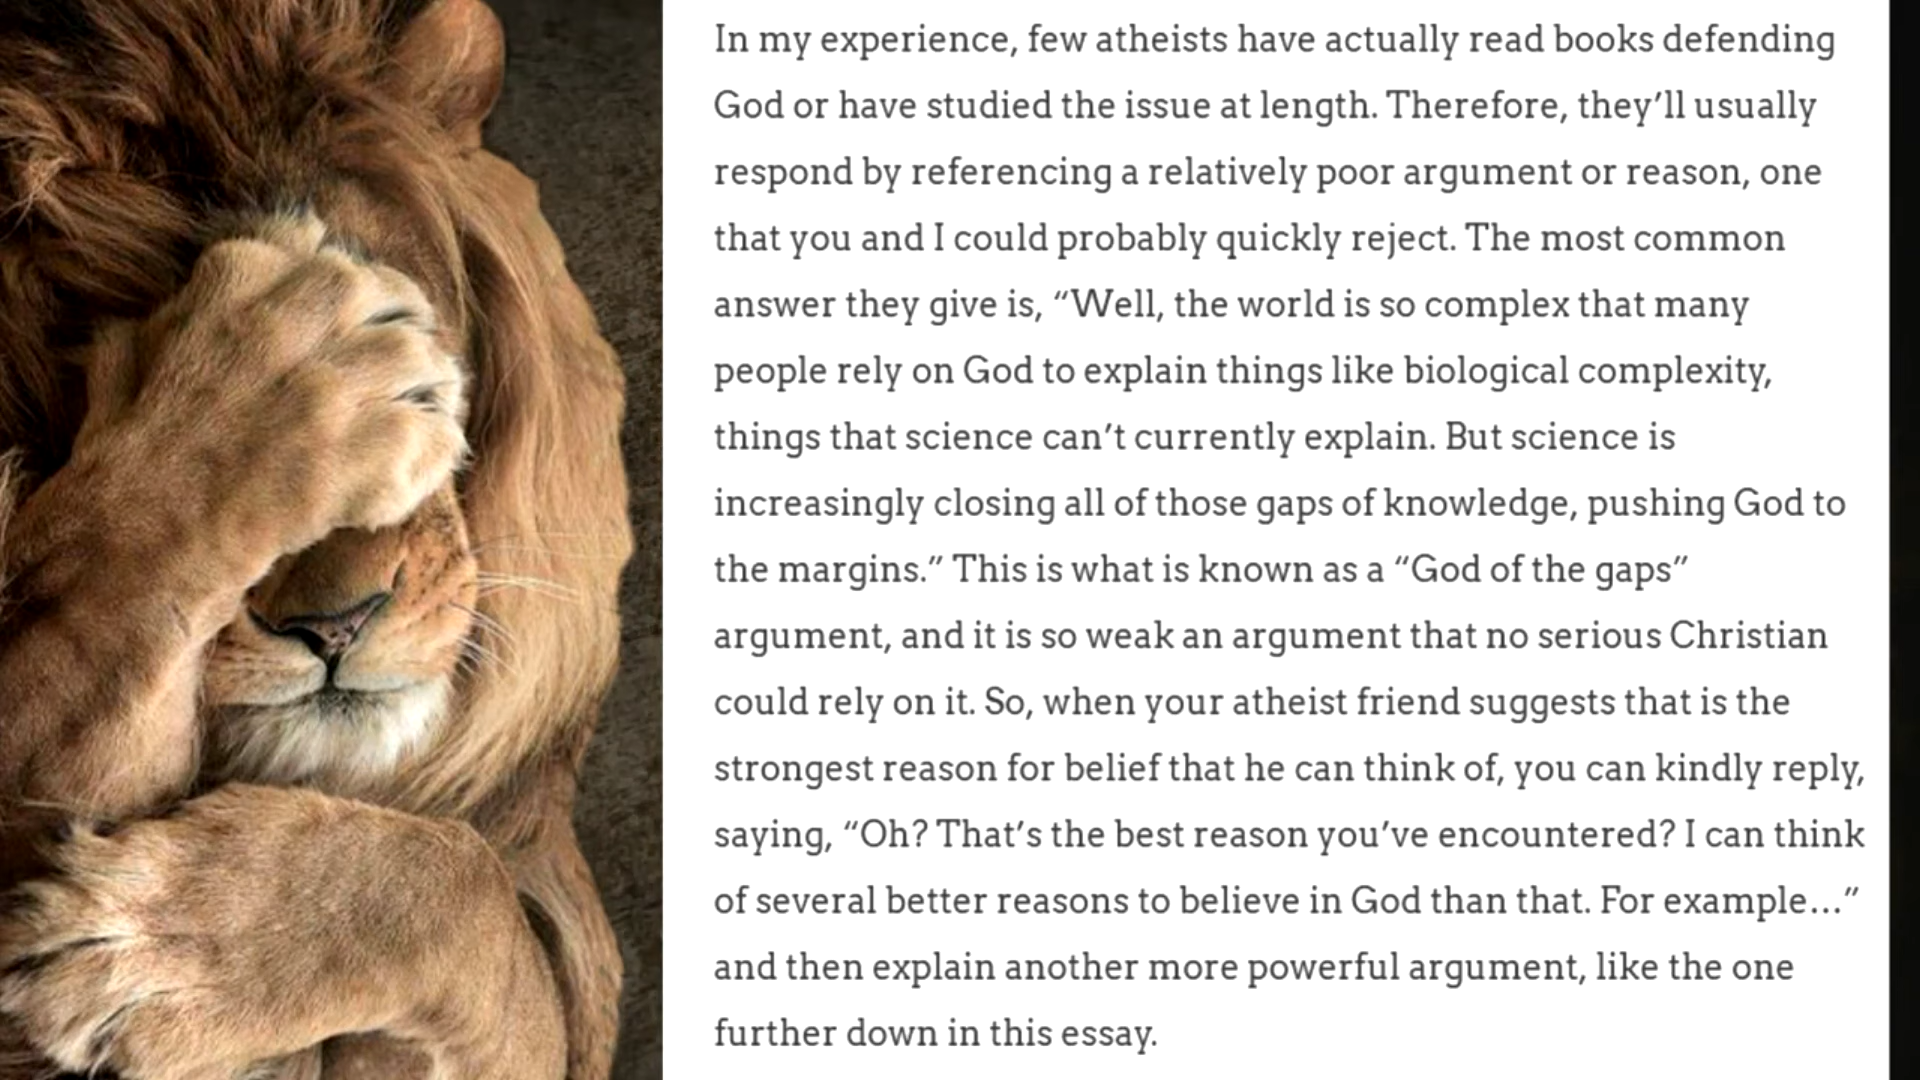 In my experience, few atheists have actually read books defending
God or have studied the issue at length. Therefore, they’ll usually
respond by referencing a relatively poor argument or reason, one
that you and I could probably quickly reject. The most common
answer they give is, “Well, the world is so complex that many
people rely on God to explain things like biological complexity,
things that science can’t currently explain. But science is
increasingly closing all of those gaps of knowledge, pushing God to
the margins.” This is what is known as a “God of the gaps”
argument, and it is so weak an argument that no serious Christian
could rely on it. So, when your atheist friend suggests that is the
strongest reason for belief that he can think of, you can kindly reply,
saying, “Oh? That’s the best reason you’ve encountered? I can think
of several better reasons to believe in God than that. For example…”
and then explain another more powerful argument, like the one
further down in this essay.